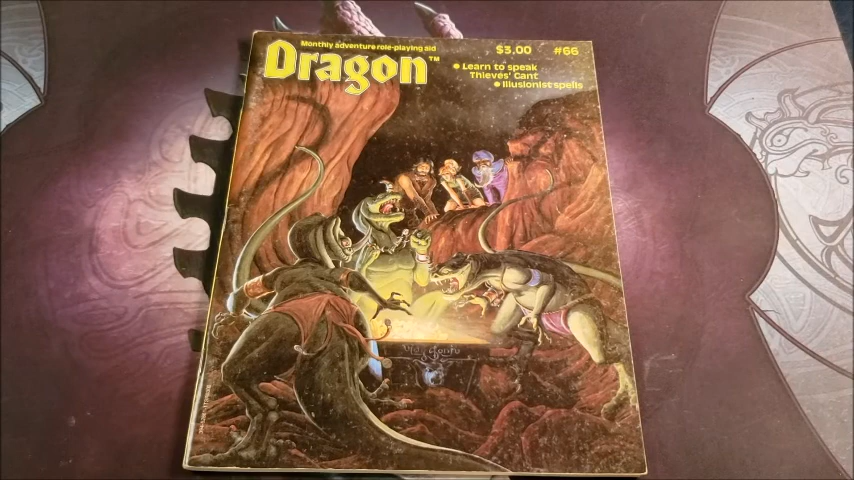 Monthly adventure role-playing aid
Dragon™
$3.00 #66
• Learn to speak
Thieves' Cant
• Illusionist spells